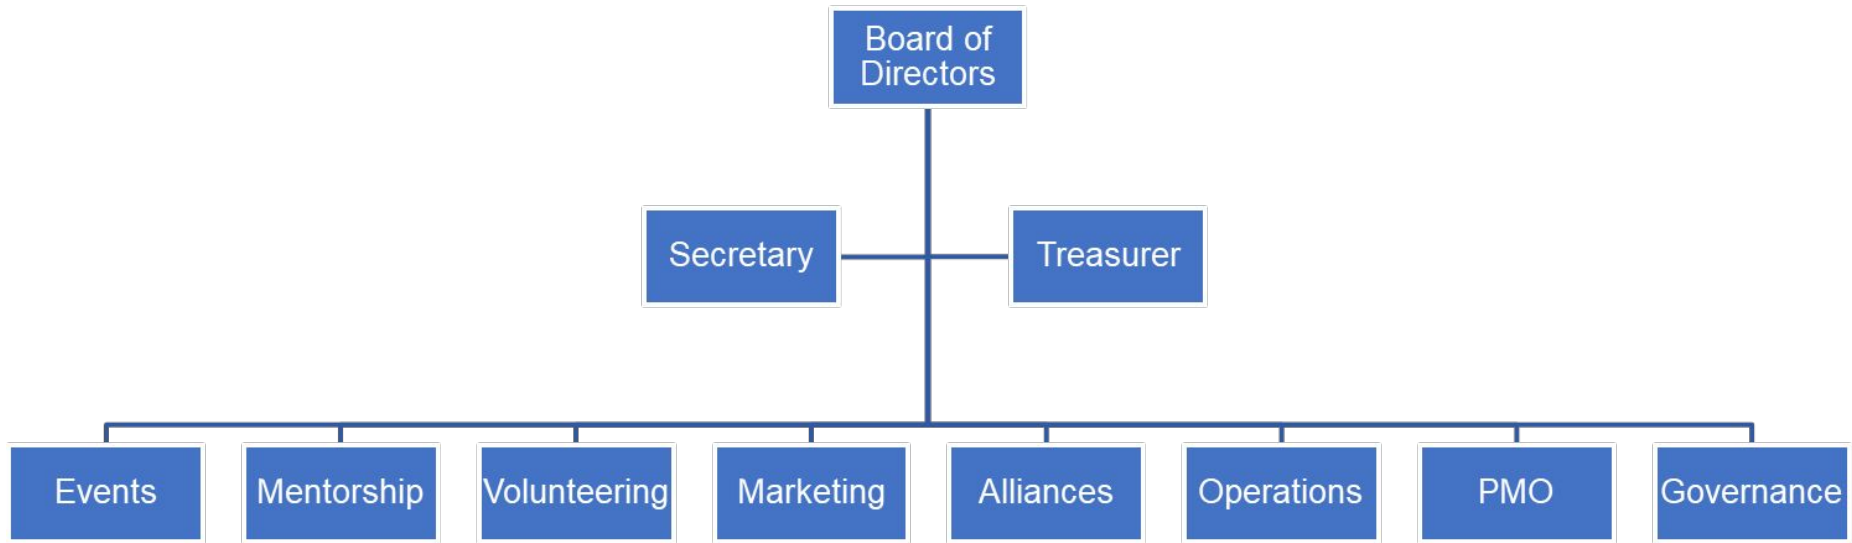 Board of
Directors
Secretary
Treasurer
Events
Mentorship
Volunteering
Marketing
Alliances
Operations
PMO
Governance